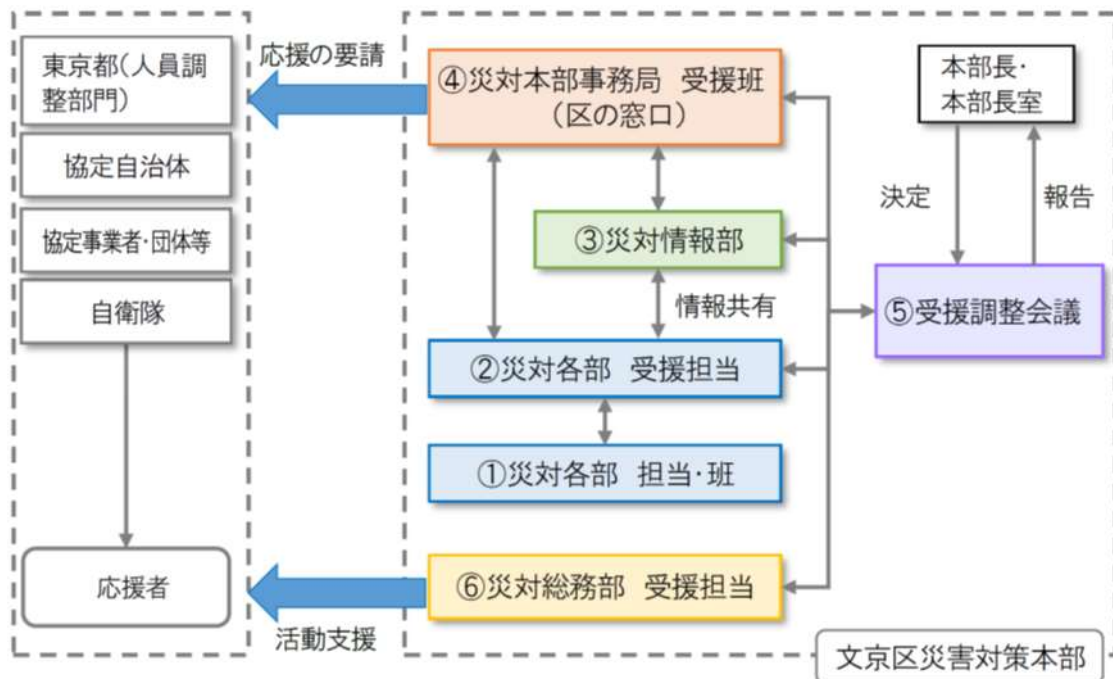 東京都(人員調
整部門)
協定自治体
協定事業者・団体等
自衛隊
応援者
応援の要請
活動支援
④災対本部事務局 受援班
(区の窓口)
③災対情報部
情報共有
②災対各部 受援担当
①災対各部 担当・班
⑥災対総務部 受援担当
本部長・
本部長室
決定
報告
⑤受援調整会議
文京区災害対策本部